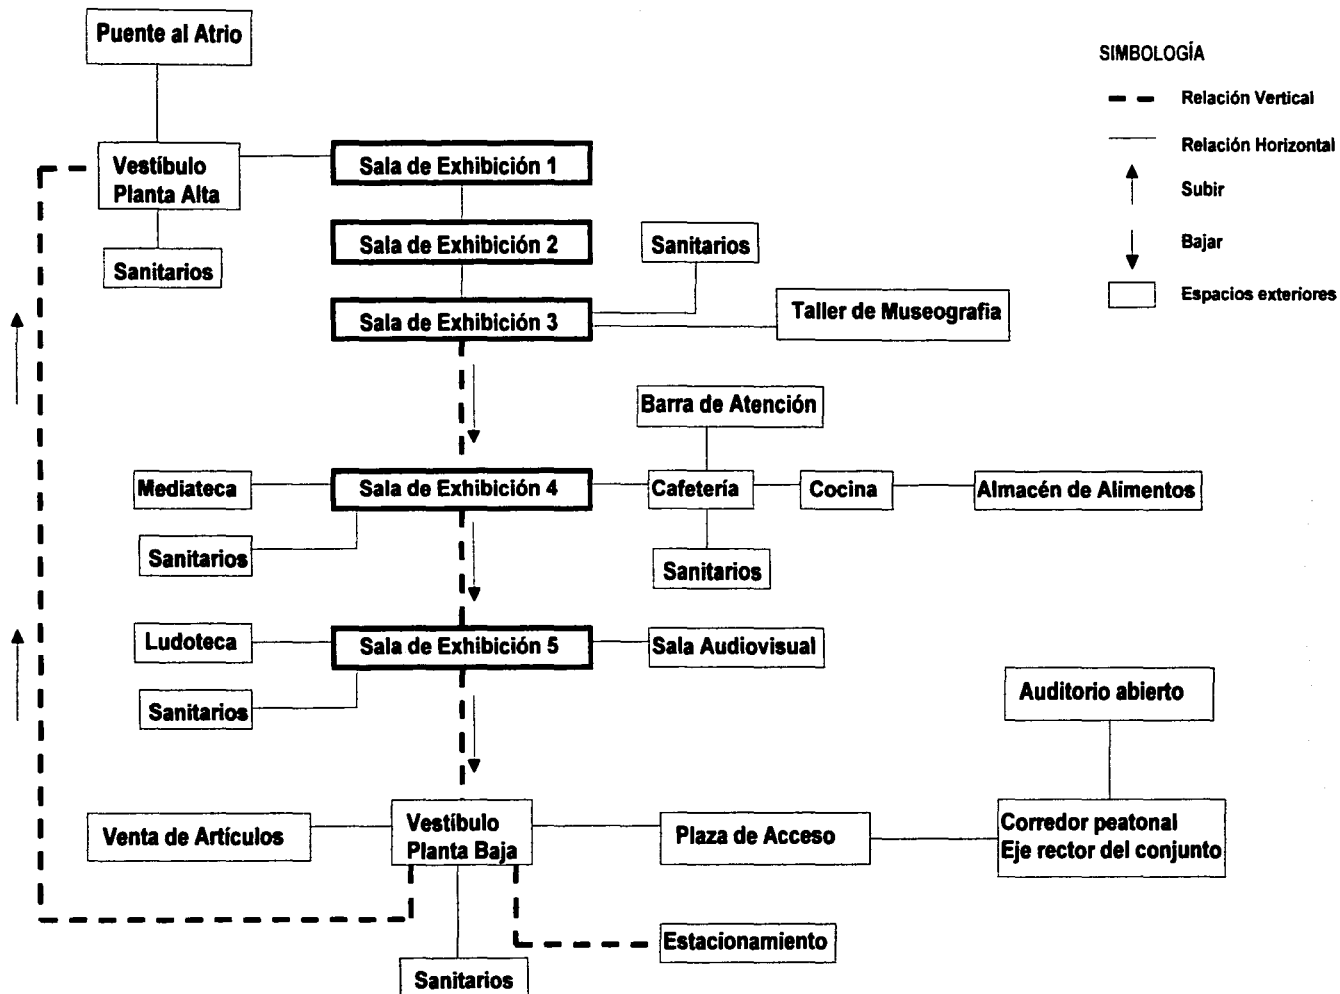 Puente al Atrio
SIMBOLOGÍA
Relación Vertical
Relación Horizontal
Subir
Bajar
Espacios exteriores
Vestíbulo
Planta Alta
Sala de Exhibición 1
Sanitarios
Sala de Exhibición 2
Sanitarios
Sala de Exhibición 3
Taller de Museografia
Barra de Atención
Mediateca
Sala de Exhibición 4
Cafetería
Cocina
Almacén de Alimentos
Sanitarios
Sanitarios
Ludoteca
Sala de Exhibición 5
Sala Audiovisual
Sanitarios
Auditorio abierto
Venta de Artículos
Vestíbulo
Planta Baja
Plaza de Acceso
Corredor peatonal
Eje rector del conjunto
Estacionamiento
Sanitarios